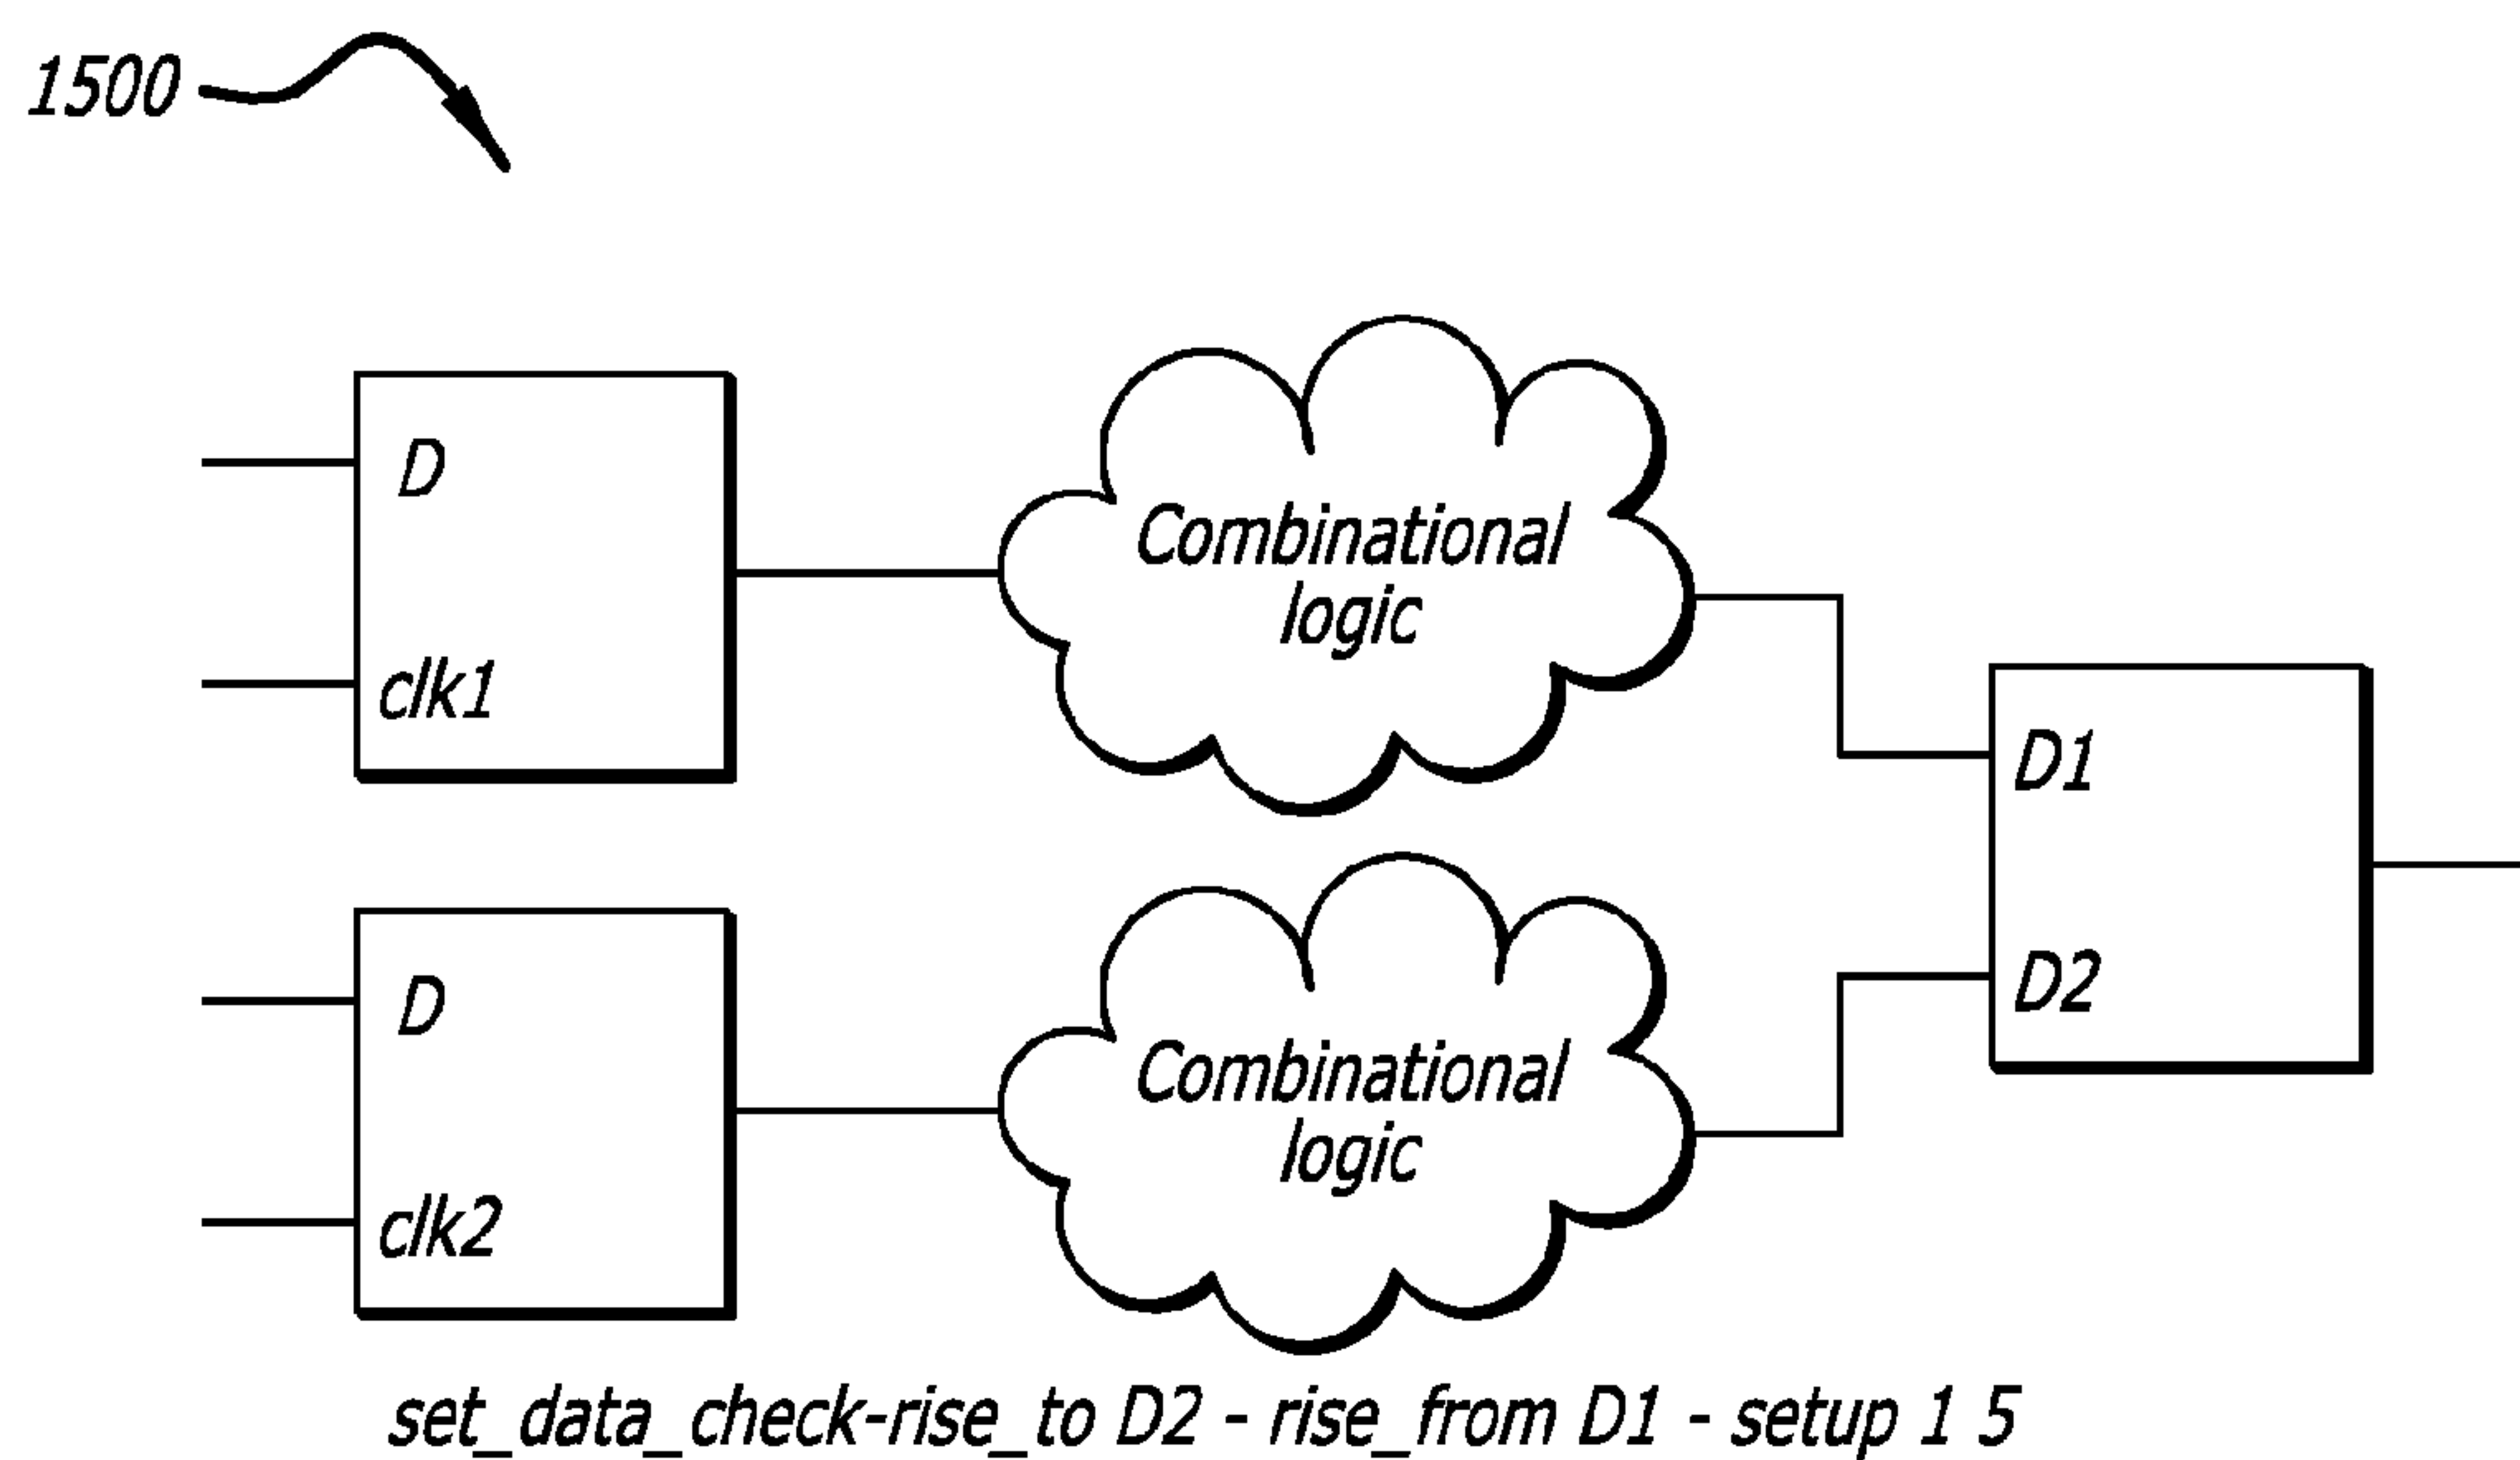 1500
D
clk1
Combinational
logic
D1
D2
D
clk2
Combinational
logic
set_data_check-rise_to D2 - rise_from D1 - setup 1 5